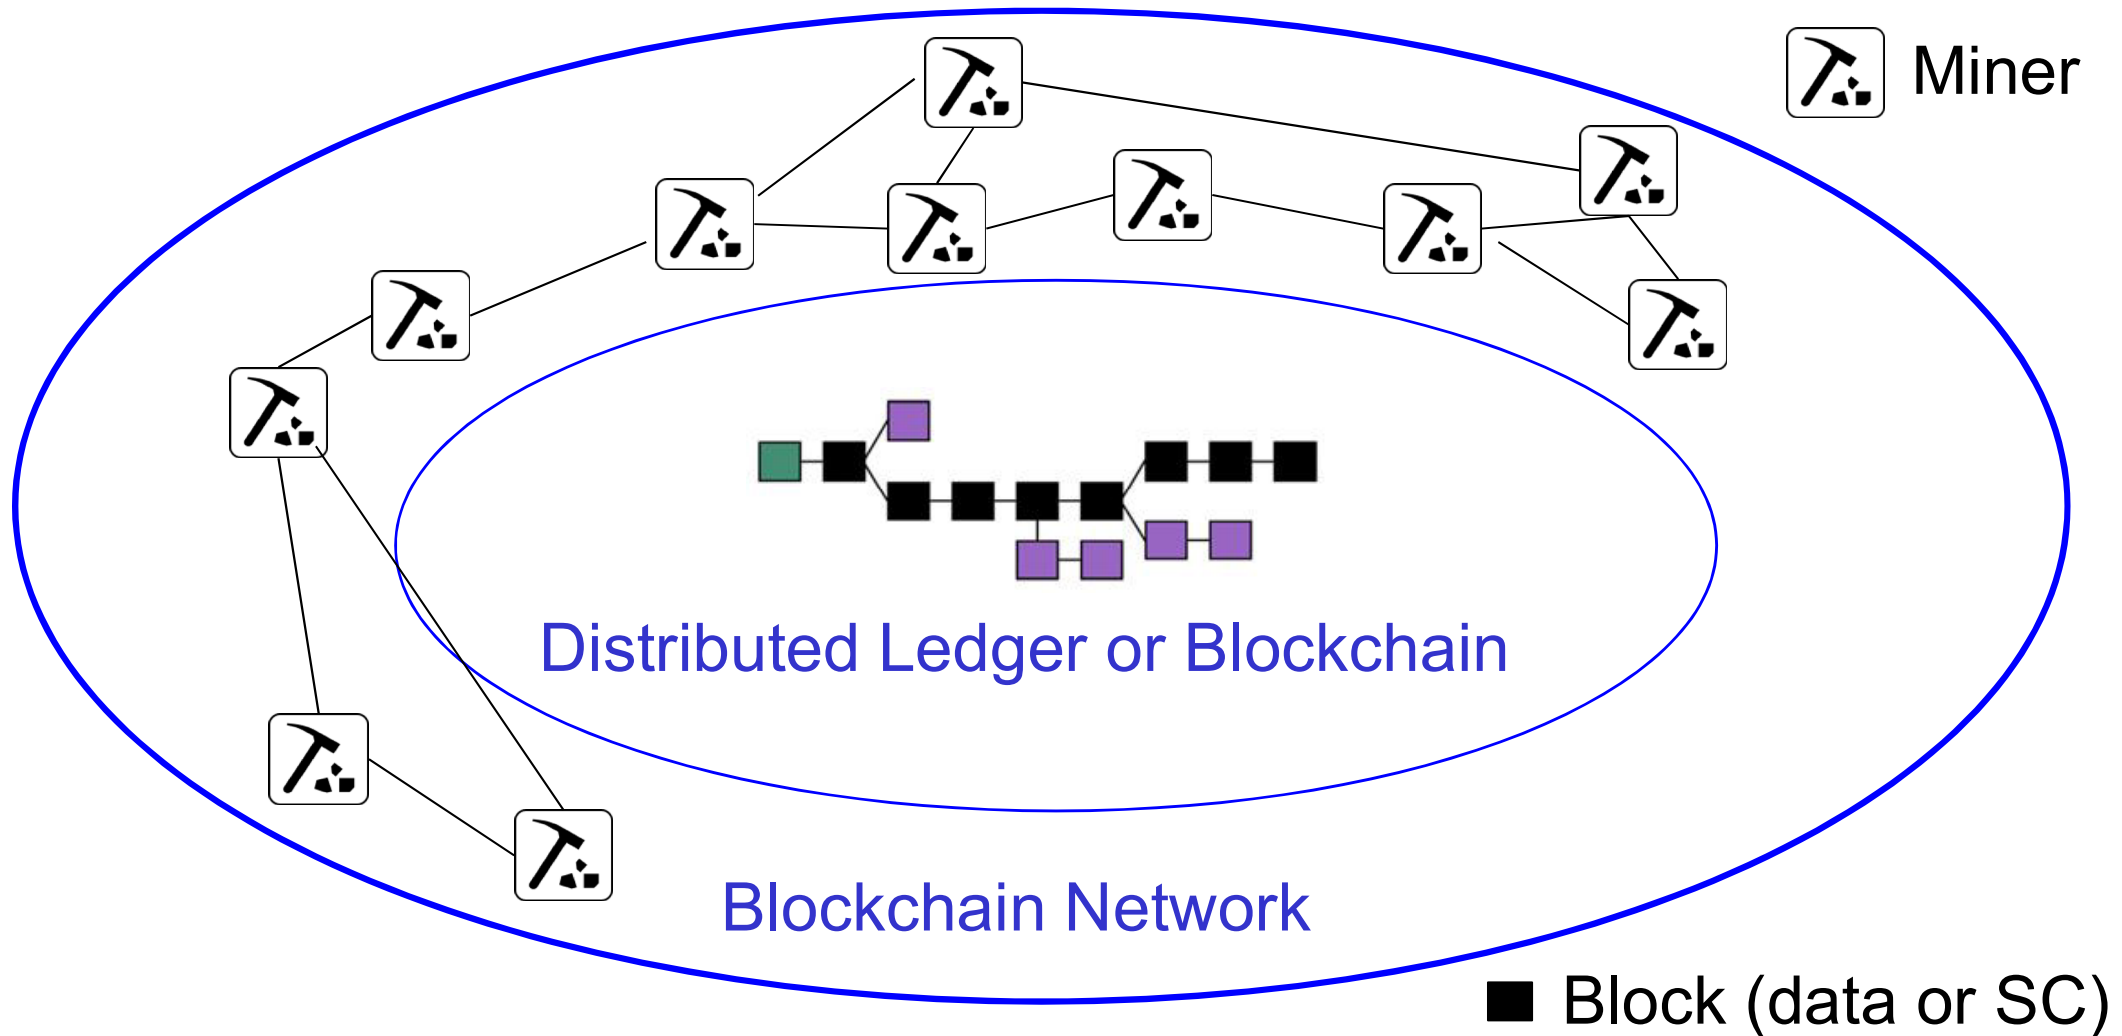 Miner
Distributed Ledger or Blockchain
Blockchain Network
Block (data or SC)